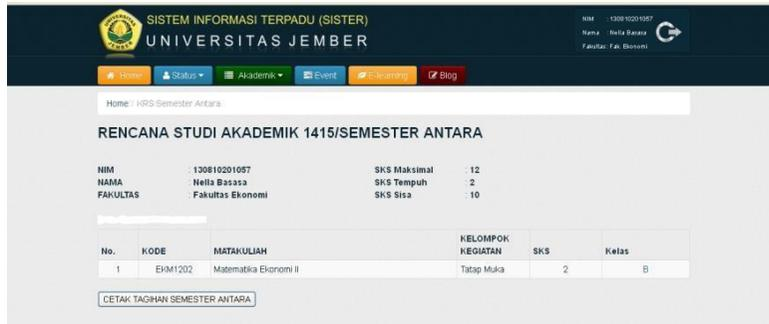 SISTEM INFORMASI TERPADU (SISTER)
UNIVERSITAS JEMBER
JEMBER
NIM : 130810201057
Nama : Nella Basasa
Fakultas: Fak. Ekonomi
Home Status Akademik Event E-learning Blog
Home / KRS Semester Antara
RENCANA STUDI AKADEMIK 1415/SEMESTER ANTARA
NIM : 130810201057 SKS Maksimal : 12
NAMA : Nella Basasa SKS Tempuh : 2
FAKULTAS : Fakultas Ekonomi SKS Sisa : 10
No. KODE MATAKULIAH KELOMPOK KEGIATAN SKS Kelas
1 EKM1202 Matematika Ekonomi II Tatap Muka 2 B
CETAK TAGIHAN SEMESTER ANTARA